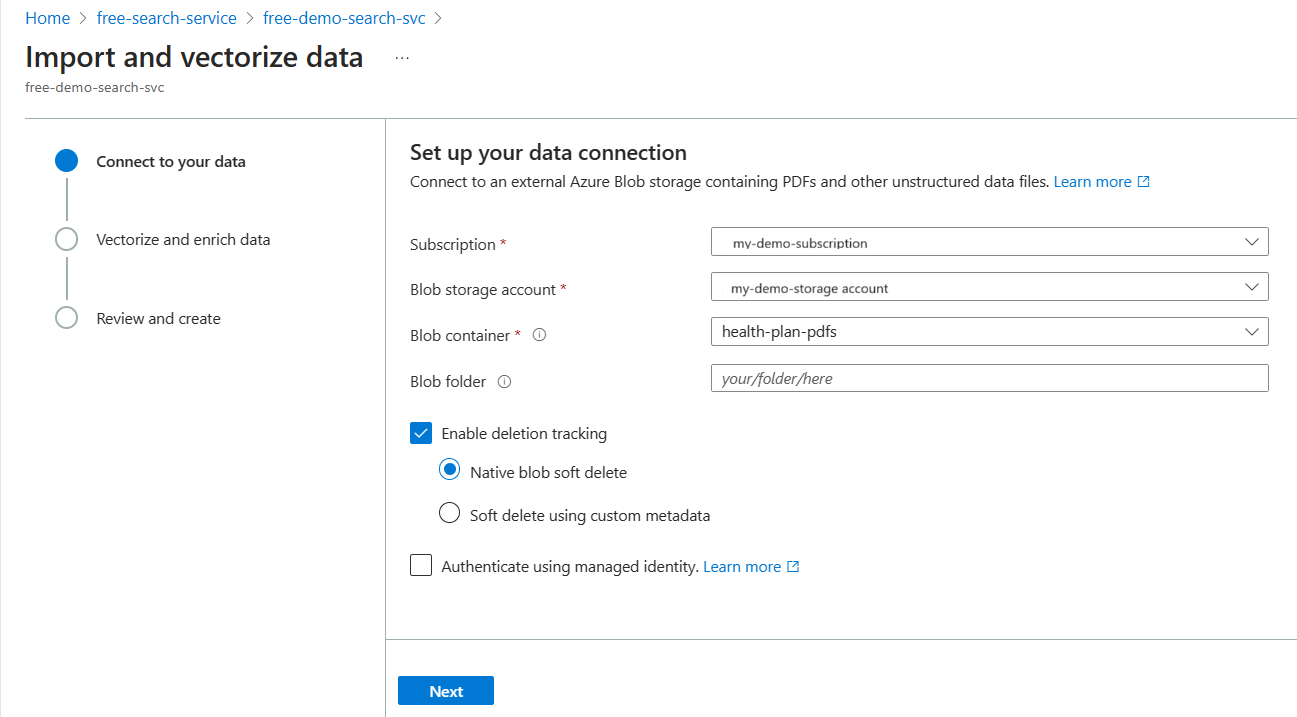 Home > free-search-service > free-demo-search-svc >
Import and vectorize data ...
free-demo-search-svc
Connect to your data
Vectorize and enrich data
Review and create
Set up your data connection
Connect to an external Azure Blob storage containing PDFs and other unstructured data files. Learn more
Subscription * my-demo-subscription
Blob storage account * my-demo-storage account
Blob container * health-plan-pdfs
Blob folder your/folder/here
Enable deletion tracking
Native blob soft delete
Soft delete using custom metadata
Authenticate using managed identity. Learn more
Next